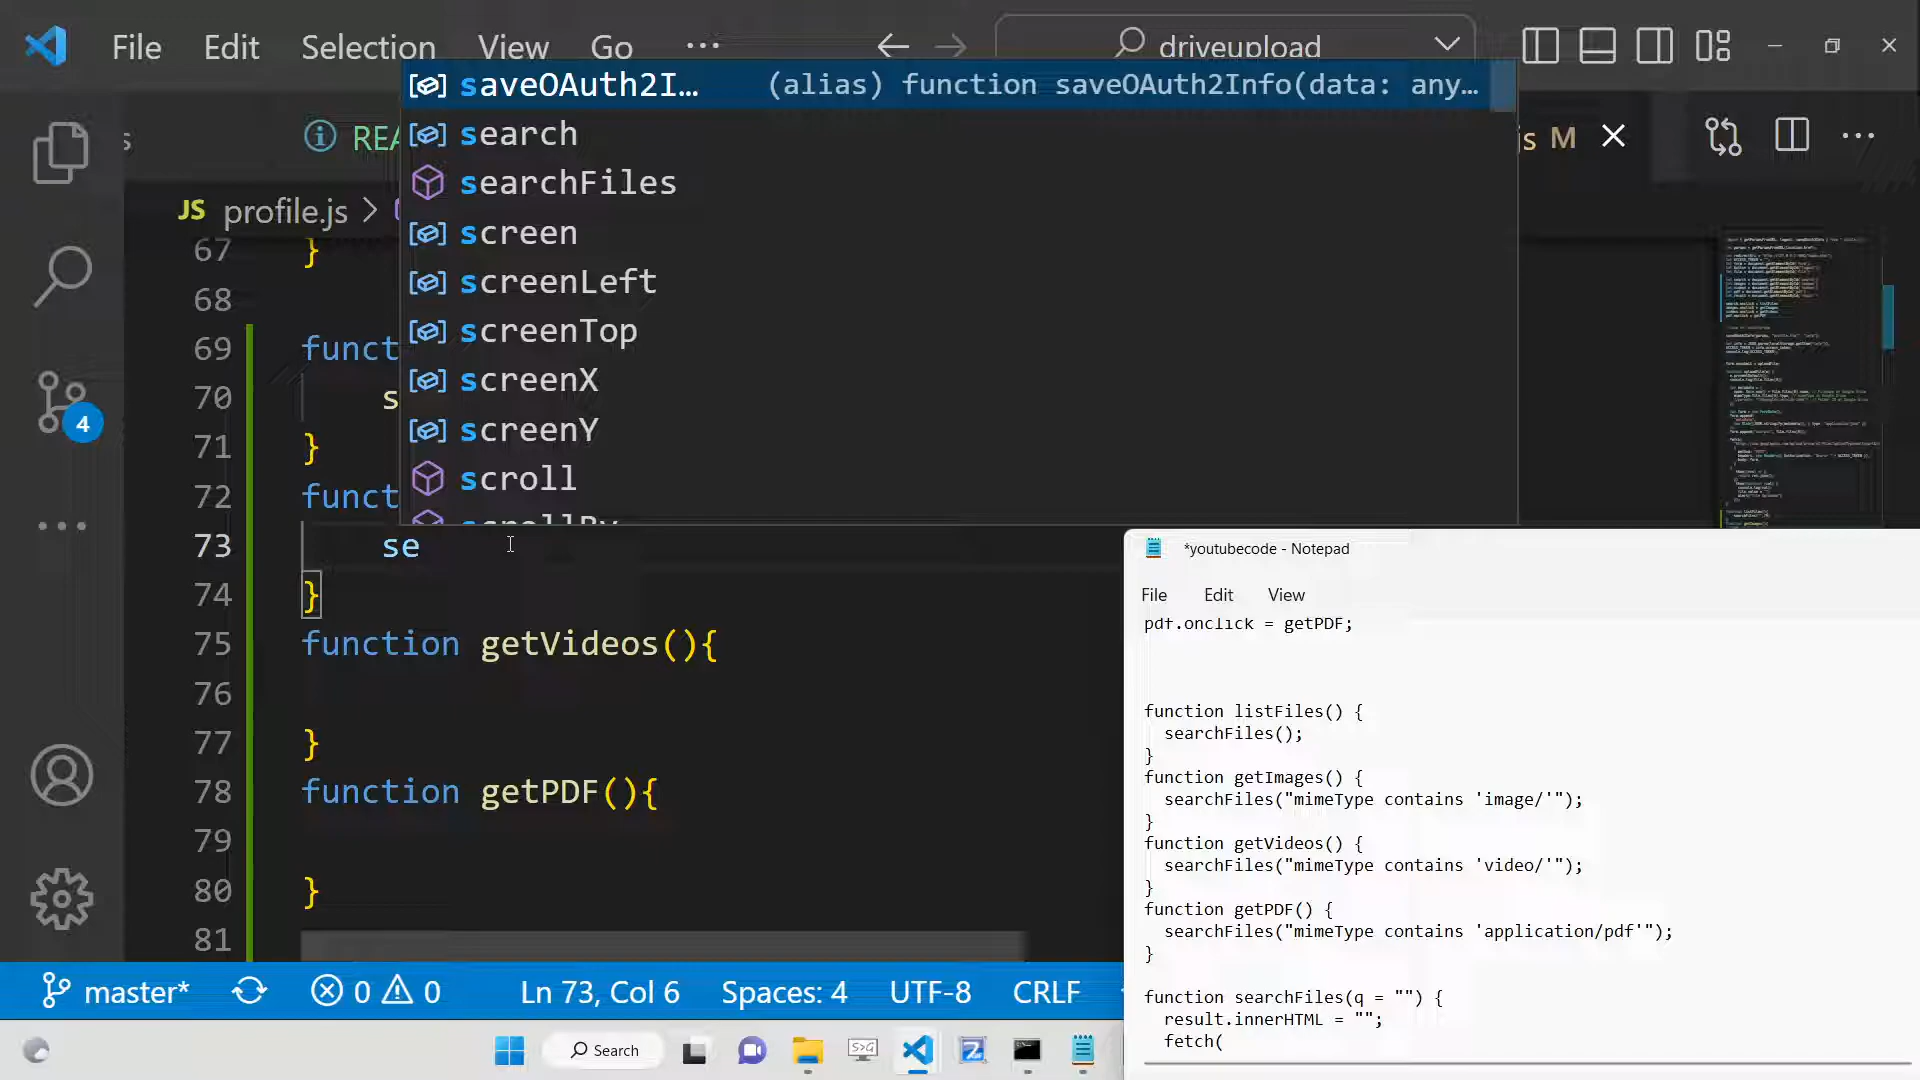 File Edit Selection View Go ... driveupload
s REA js M
JS profile.js >
saveOAuth2I... (alias) function saveOAuth2Info(data: any...
search
searchFiles
screen
screenLeft
screenTop
screenX
screenY
scroll
scrollBy
67 }
68
69 funct
70 s
71 }
72 funct
73 se
74 }
75 function getVideos(){
76
77 }
78 function getPDF(){
79
80 }
81
4
*youtubecode - Notepad
File Edit View
pdf.onclick = getPDF;
function listFiles() {
searchFiles();
}
function getImages() {
searchFiles("mimeType contains 'image/'");
}
function getVideos() {
searchFiles("mimeType contains 'video/'");
}
function getPDF() {
searchFiles("mimeType contains 'application/pdf'");
}
function searchFiles(q = "") {
result.innerHTML = "";
fetch(
master* 0 0 Ln 73, Col 6 Spaces: 4 UTF-8 CRLF
Search